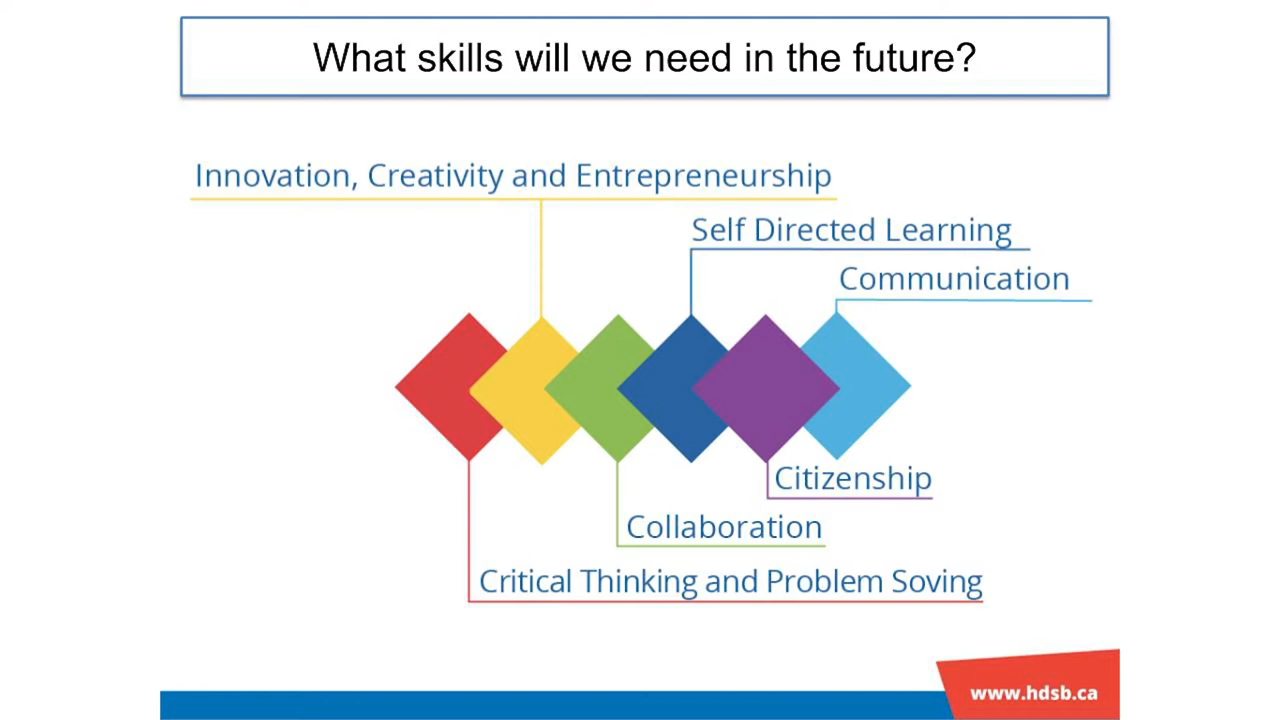 What skills will we need in the future?
Innovation, Creativity and Entrepreneurship
Self Directed Learning
Communication
Citizenship
Collaboration
Critical Thinking and Problem Soving
www.hdsb.ca